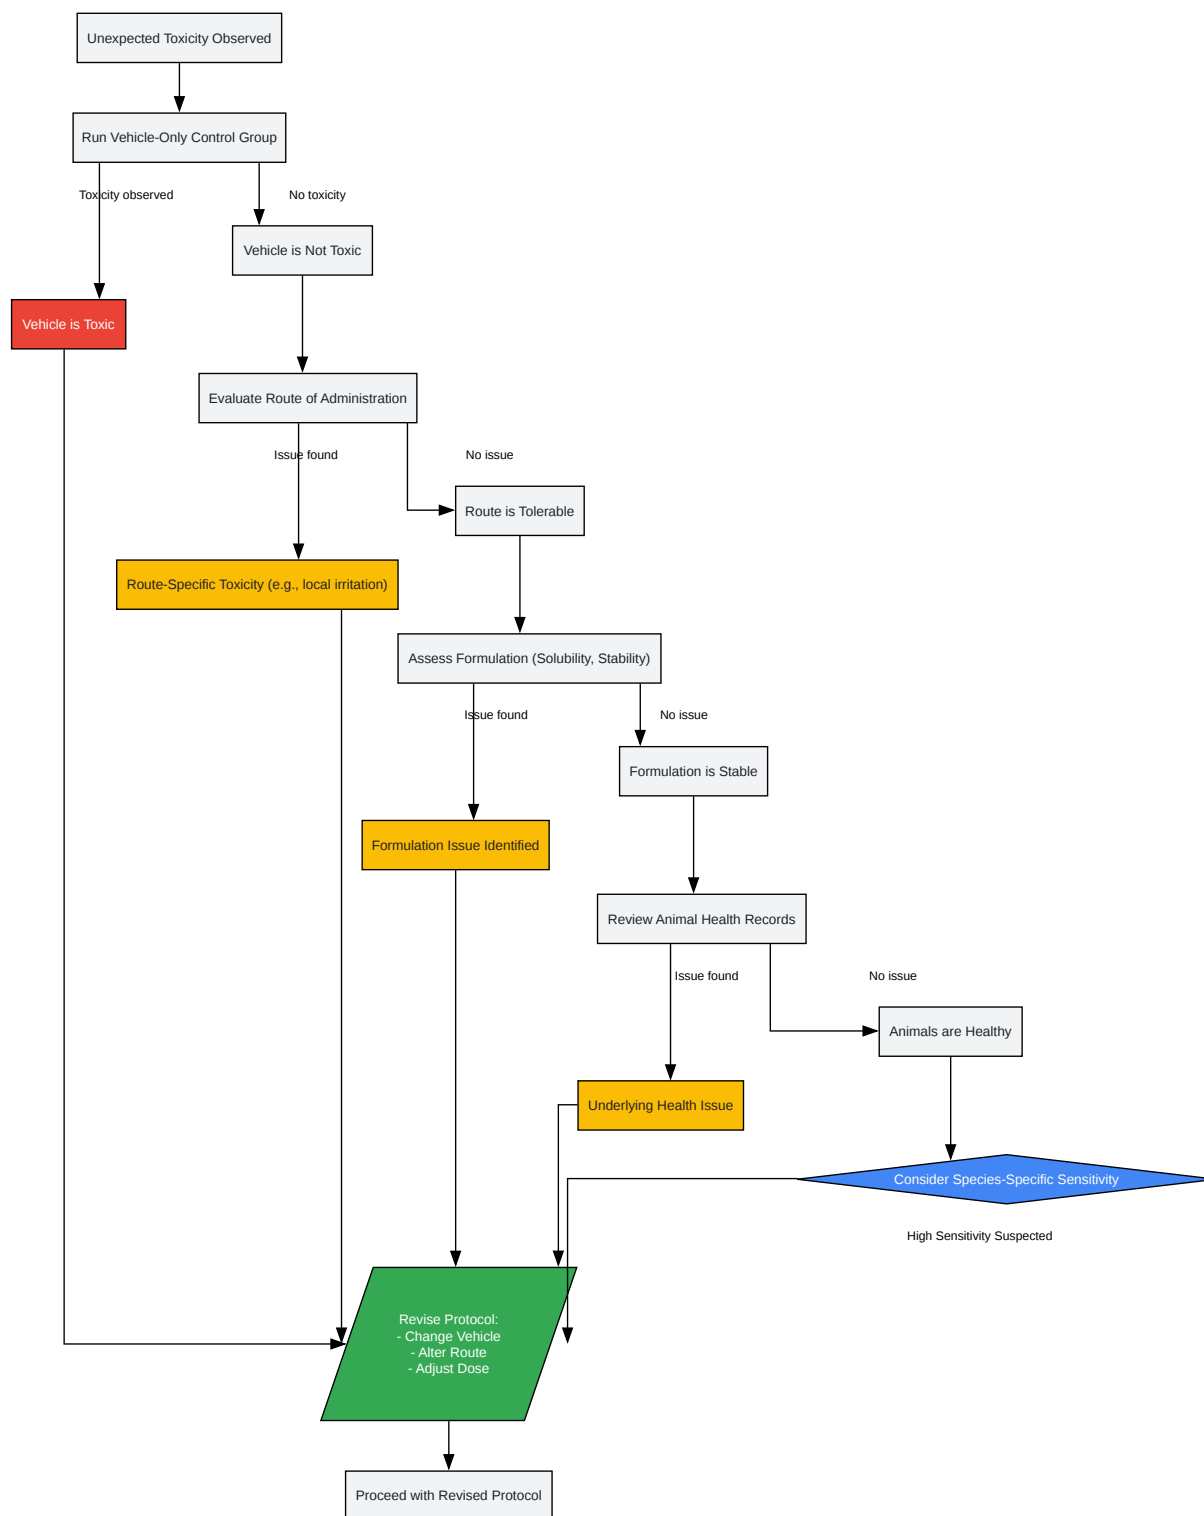 Unexpected Toxicity Observed
Run Vehicle-Only Control Group
Toxicity observed
No toxicity
Vehicle is Not Toxic
Vehicle is Toxic
Evaluate Route of Administration
Issue found
No issue
Route is Tolerable
Route-Specific Toxicity (e.g., local irritation)
Assess Formulation (Solubility, Stability)
Issue found
No issue
Formulation is Stable
Formulation Issue Identified
Review Animal Health Records
Issue found
No issue
Animals are Healthy
Underlying Health Issue
Consider Species-Specific Sensitivity
High Sensitivity Suspected
Revise Protocol:
- Change Vehicle
- Alter Route
- Adjust Dose
Proceed with Revised Protocol